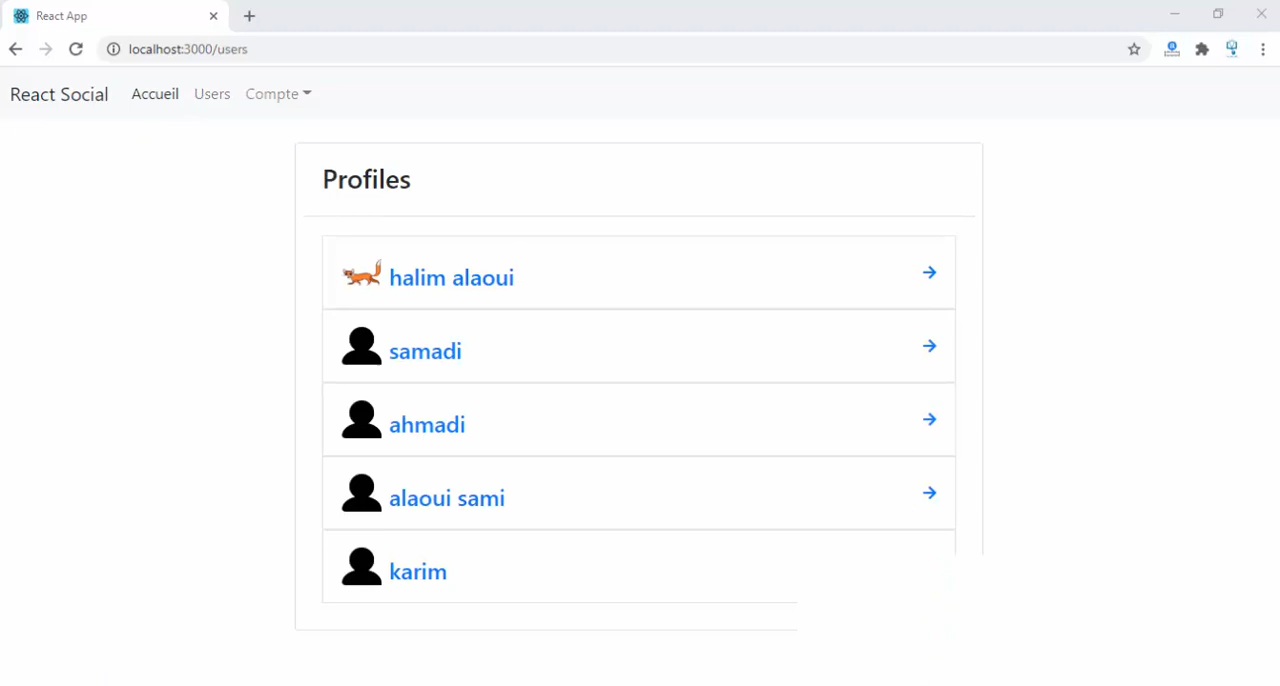 React App
localhost:3000/users
React Social Accueil Users Compte
Profiles
halim alaoui
samadi
ahmadi
alaoui sami
karim